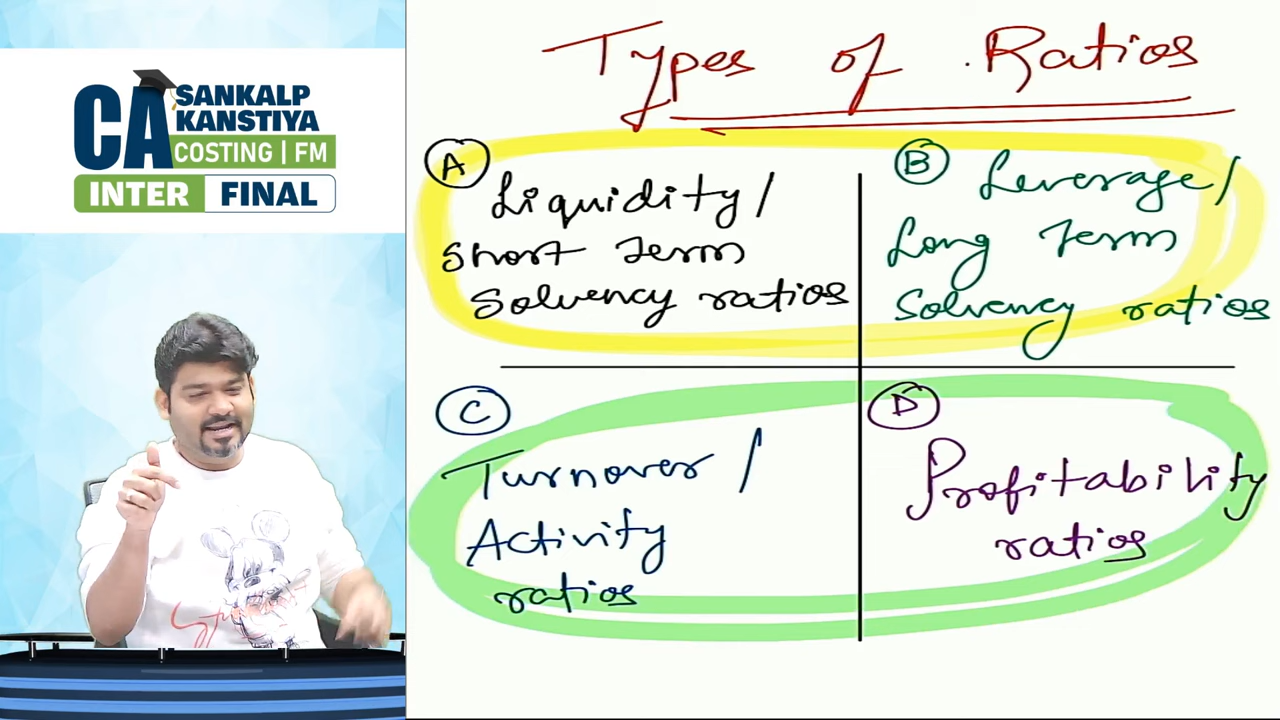 CA SANKALP
KANSTIYA
COSTING | FM
INTER FINAL
Types of Ratios
A
Liquidity /
Short term
Solvency ratios
B
Leverage /
Long term
Solvency ratios
C
Turnover /
Activity
ratios
D
Profitability
ratios